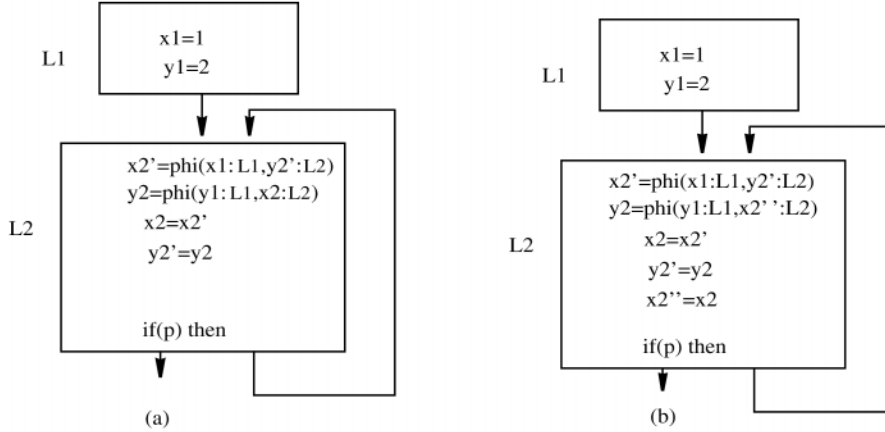 L1
x1=1
y1=2
L2
x2'=phi(x1:L1,y2':L2)
y2=phi(y1:L1,x2:L2)
x2=x2'
y2'=y2
if(p) then
(a)
L1
x1=1
y1=2
L2
x2'=phi(x1:L1,y2':L2)
y2=phi(y1:L1,x2'':L2)
x2=x2'
y2'=y2
x2''=x2
if(p) then
(b)